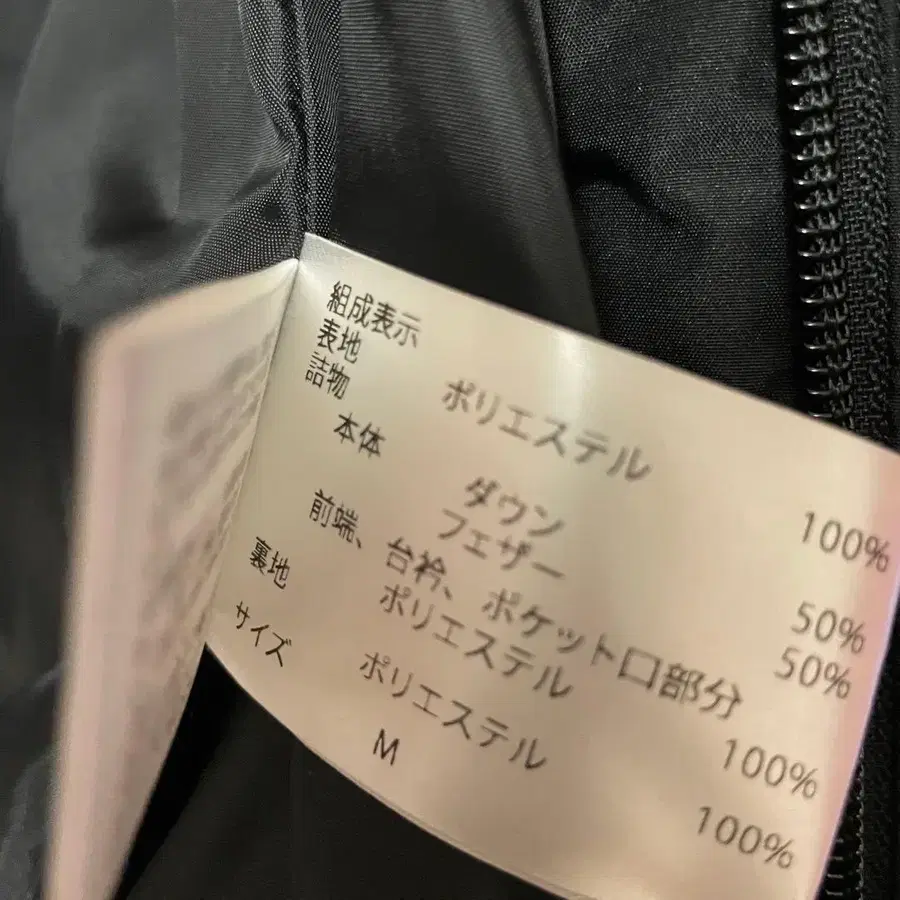 組成表示
表地 ポリエステル 100%
詰物
本体 ダウン 50%
フェザー 50%
前端、台衿、ポケット口部分
ポリエステル 100%
裏地 ポリエステル 100%
サイズ M